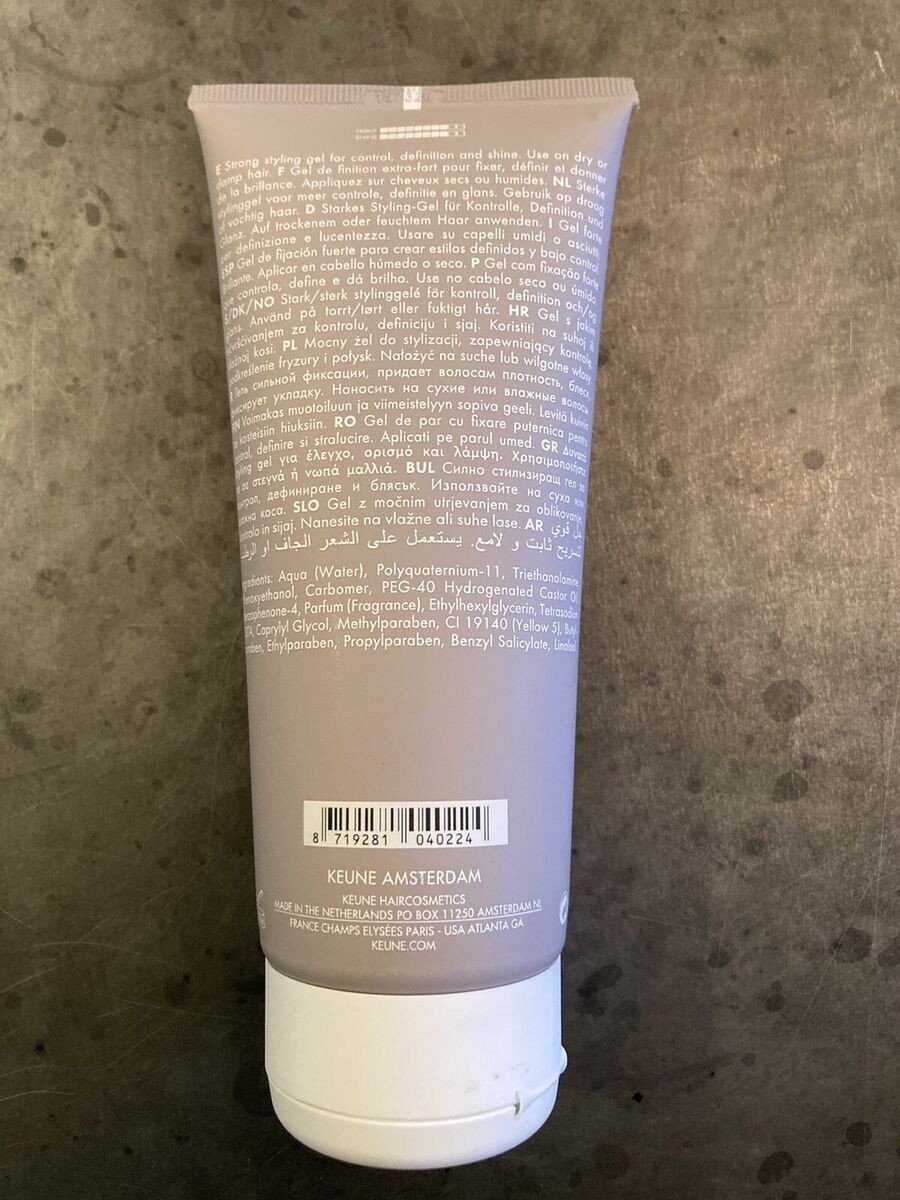 HOLD
SHINE
E Strong styling gel for control, definition and shine. Use on dry or
damp hair. F Gel de finition extra-fort pour fixer, définir et donner
de la brillance. Appliquez sur cheveux secs ou humides. NL Sterke
stylinggel voor meer controle, definitie en glans. Gebruik op droog
of vochtig haar. D Starkes Styling-Gel für Kontrolle, Definition und
Glanz. Auf trockenem oder feuchtem Haar anwenden. I Gel forte
per definizione e lucentezza. Usare su capelli umidi o asciutti.
ESP Gel de fijación fuerte para crear estilos definidos y bajo control.
Brillante. Aplicar en cabello húmedo o seco. P Gel com fixação forte
que controla, define e dá brilho. Use no cabelo seco ou úmido.
S/DK/NO Stark/sterk stylinggelé för kontroll, definition och/og
glans. Använd på torrt/tørt eller fuktigt hår. HR Gel s jakim
učvršćivanjem za kontrolu, definiciju i sjaj. Koristiti na suhoj ili
vlažnoj kosi. PL Mocny żel do stylizacji, zapewniający kontrolę,
podkreślenie fryzury i połysk. Nałożyć na suche lub wilgotne włosy.
Гель сильной фиксации, придает волосам плотность, блеск,
фиксирует укладку. Наносить на сухие или влажные волосы.
FIN Voimakas muotoiluun ja viimeistelyyn sopiva geeli. Levitä kuiviin
tai kosteisiin hiuksiin. RO Gel de par cu fixare puternica pentru
control, definire si stralucire. Aplicati pe parul umed. GR Δυνατό
styling gel για έλεγχο, ορισμό και λάμψη. Χρησιμοποιήστε
σε στεγνά ή νωπά μαλλιά. BUL Силно стилизиращ гел за
контрол, дефиниране и блясък. Използвайте на суха или
влажна коса. SLO Gel z močnim utrjevanjem za oblikovanje,
kontrolo in sijaj. Nanesite na vlažne ali suhe lase. AR جل قوي
لتسريح ثابت و لامع. يستعمل على الشعر الجاف او الرطب
Ingredients: Aqua (Water), Polyquaternium-11, Triethanolamine,
Phenoxyethanol, Carbomer, PEG-40 Hydrogenated Castor Oil,
Benzophenone-4, Parfum (Fragrance), Ethylhexylglycerin, Tetrasodium
EDTA, Caprylyl Glycol, Methylparaben, CI 19140 (Yellow 5), Butyl-
paraben, Ethylparaben, Propylparaben, Benzyl Salicylate, Linalool.
8 719281 040224
KEUNE AMSTERDAM
KEUNE HAIRCOSMETICS
MADE IN THE NETHERLANDS PO BOX 11250 AMSTERDAM NL
FRANCE CHAMPS ELYSÉES PARIS - USA ATLANTA GA
KEUNE.COM